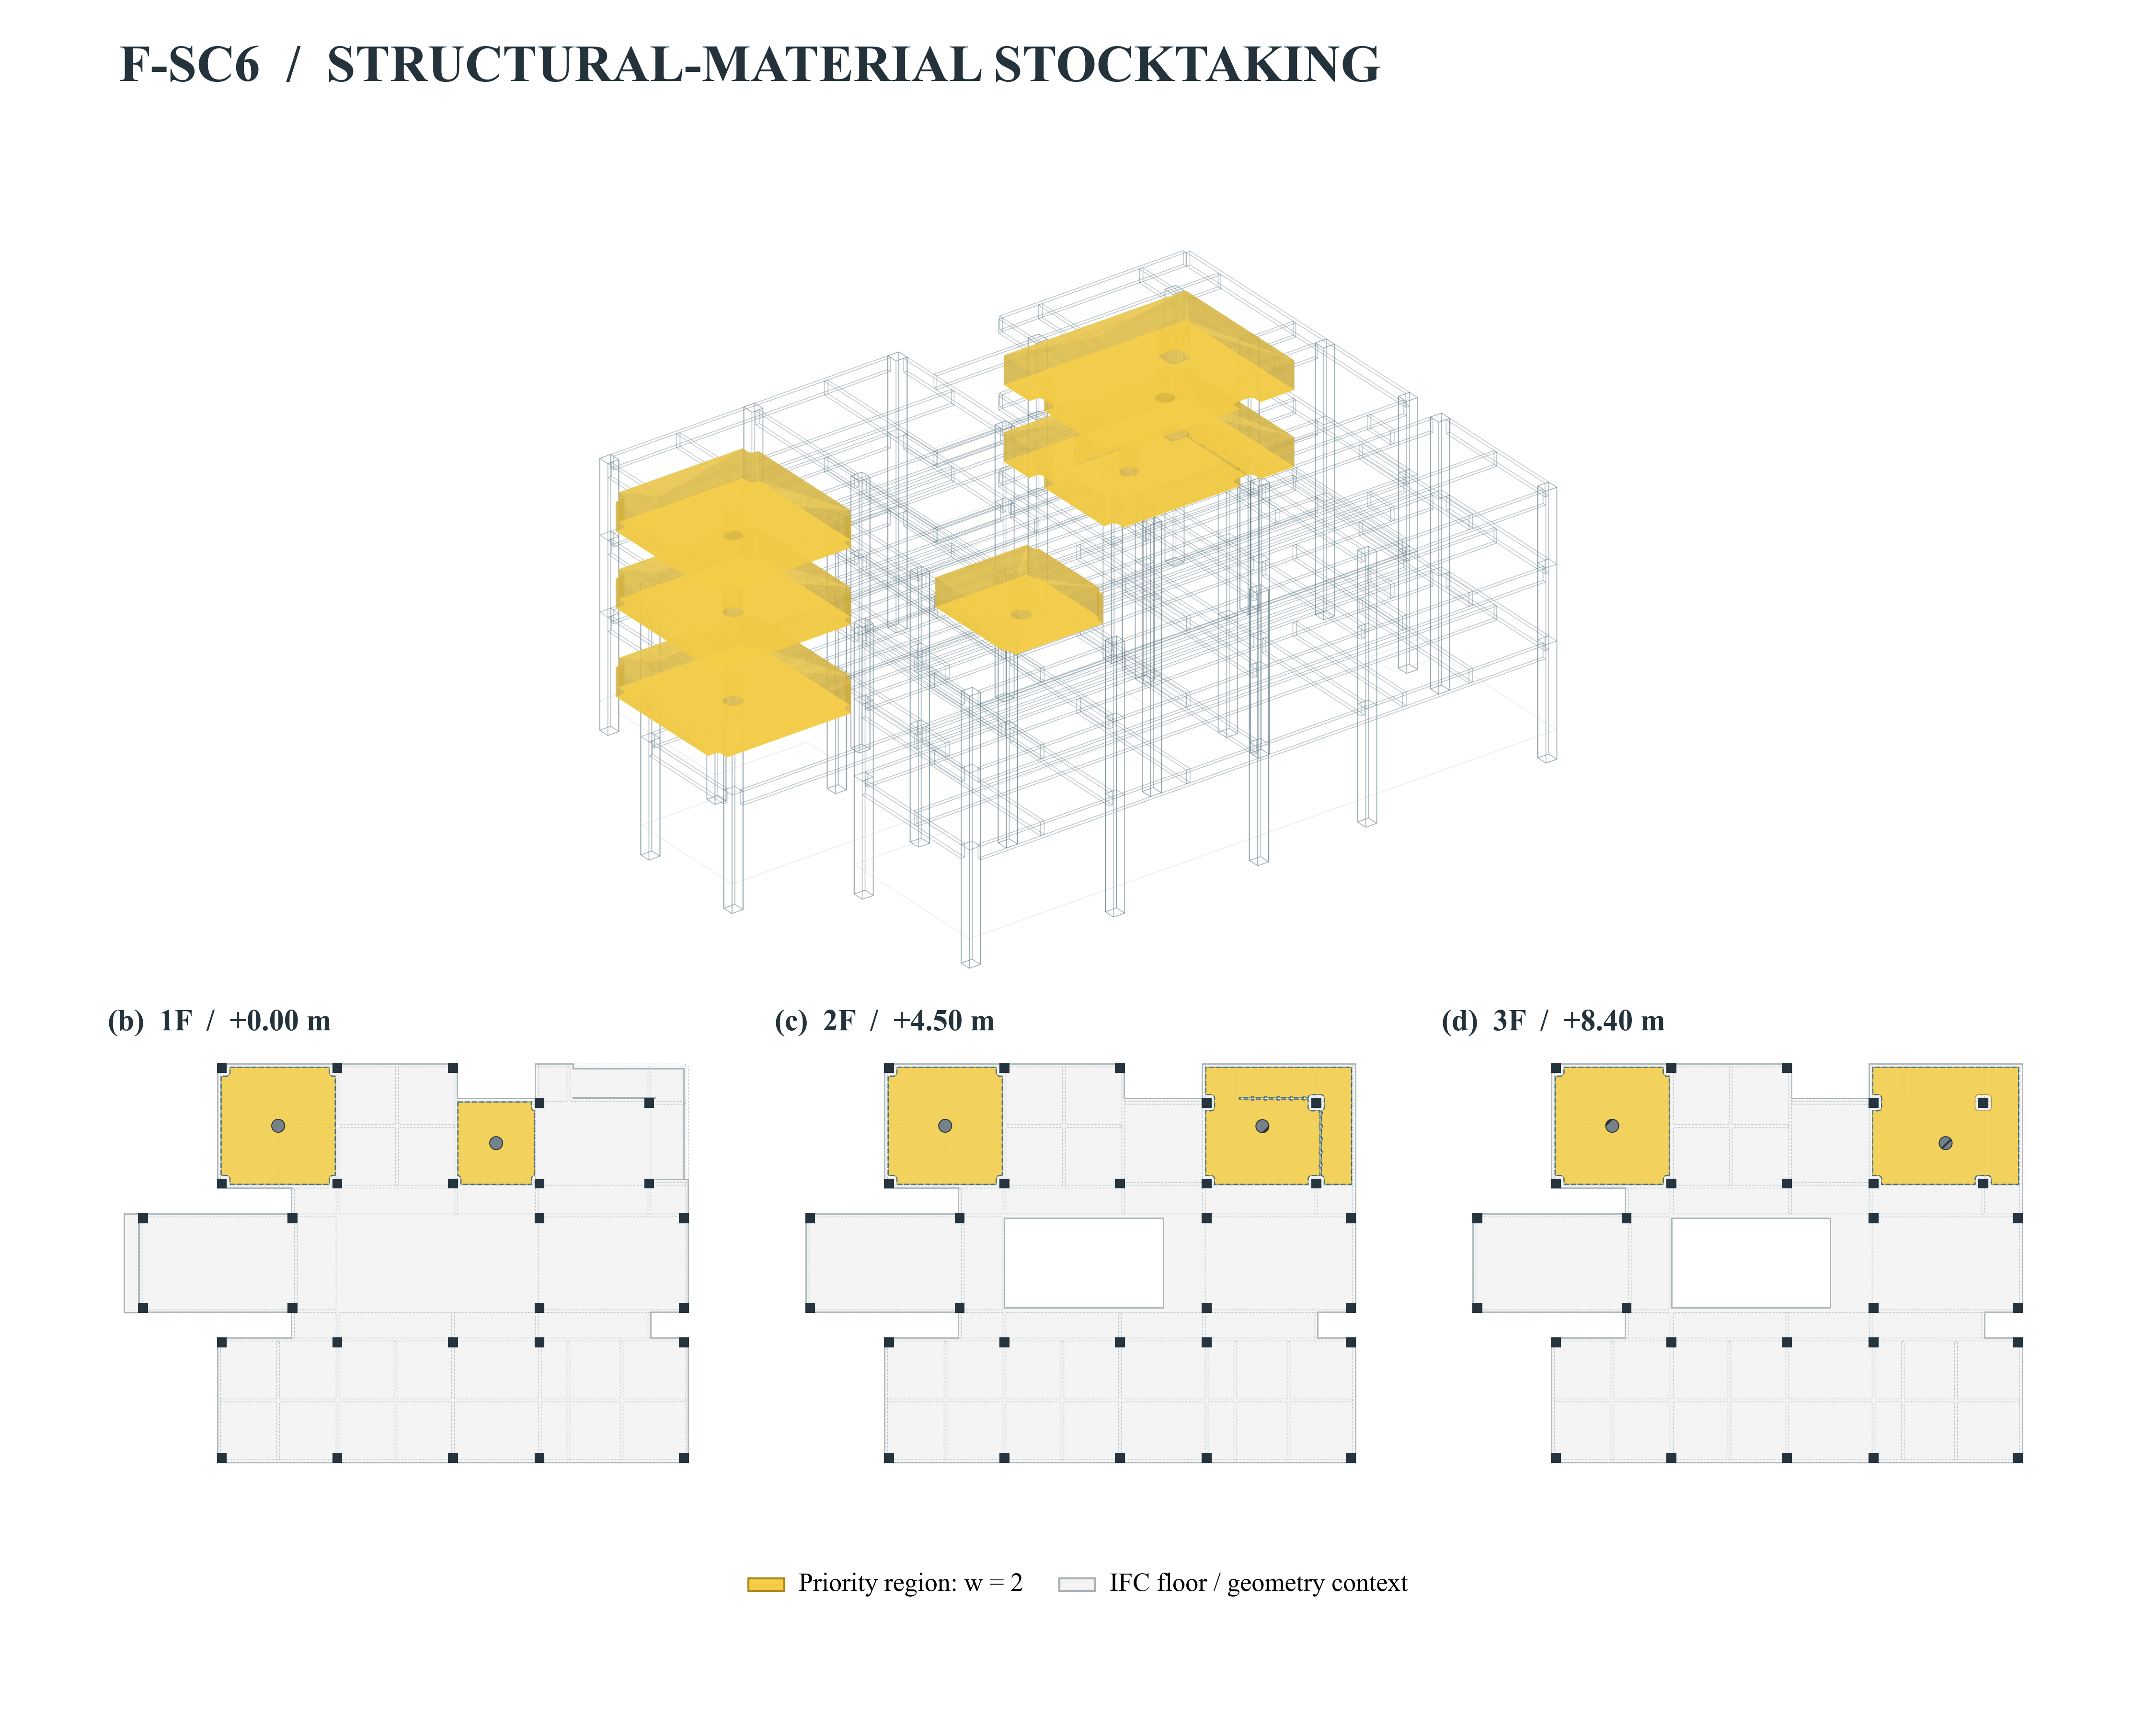 F-SC6 / STRUCTURAL-MATERIAL STOCKTAKING
(b) 1F / +0.00 m
(c) 2F / +4.50 m
(d) 3F / +8.40 m
Priority region: w = 2
IFC floor / geometry context